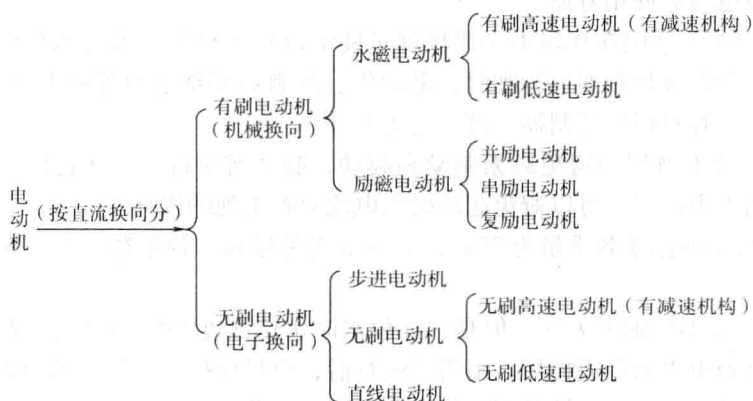 有刷高速电动机（有减速机构）
永磁电动机
有刷低速电动机
有刷电动机
（机械换向）
并励电动机
励磁电动机
串励电动机
复励电动机
电动机
（按直流换向分）
步进电动机
无刷高速电动机（有减速机构）
无刷电动机
（电子换向）
无刷电动机
无刷低速电动机
直线电动机